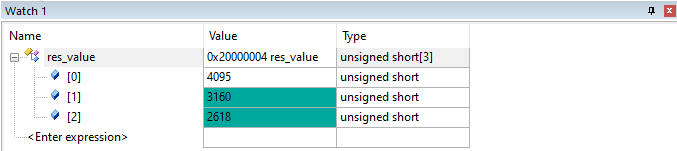 Watch 1
Name Value Type
res_value 0x20000004 res_value unsigned short[3]
[0] 4095 unsigned short
[1] 3160 unsigned short
[2] 2618 unsigned short
<Enter expression>